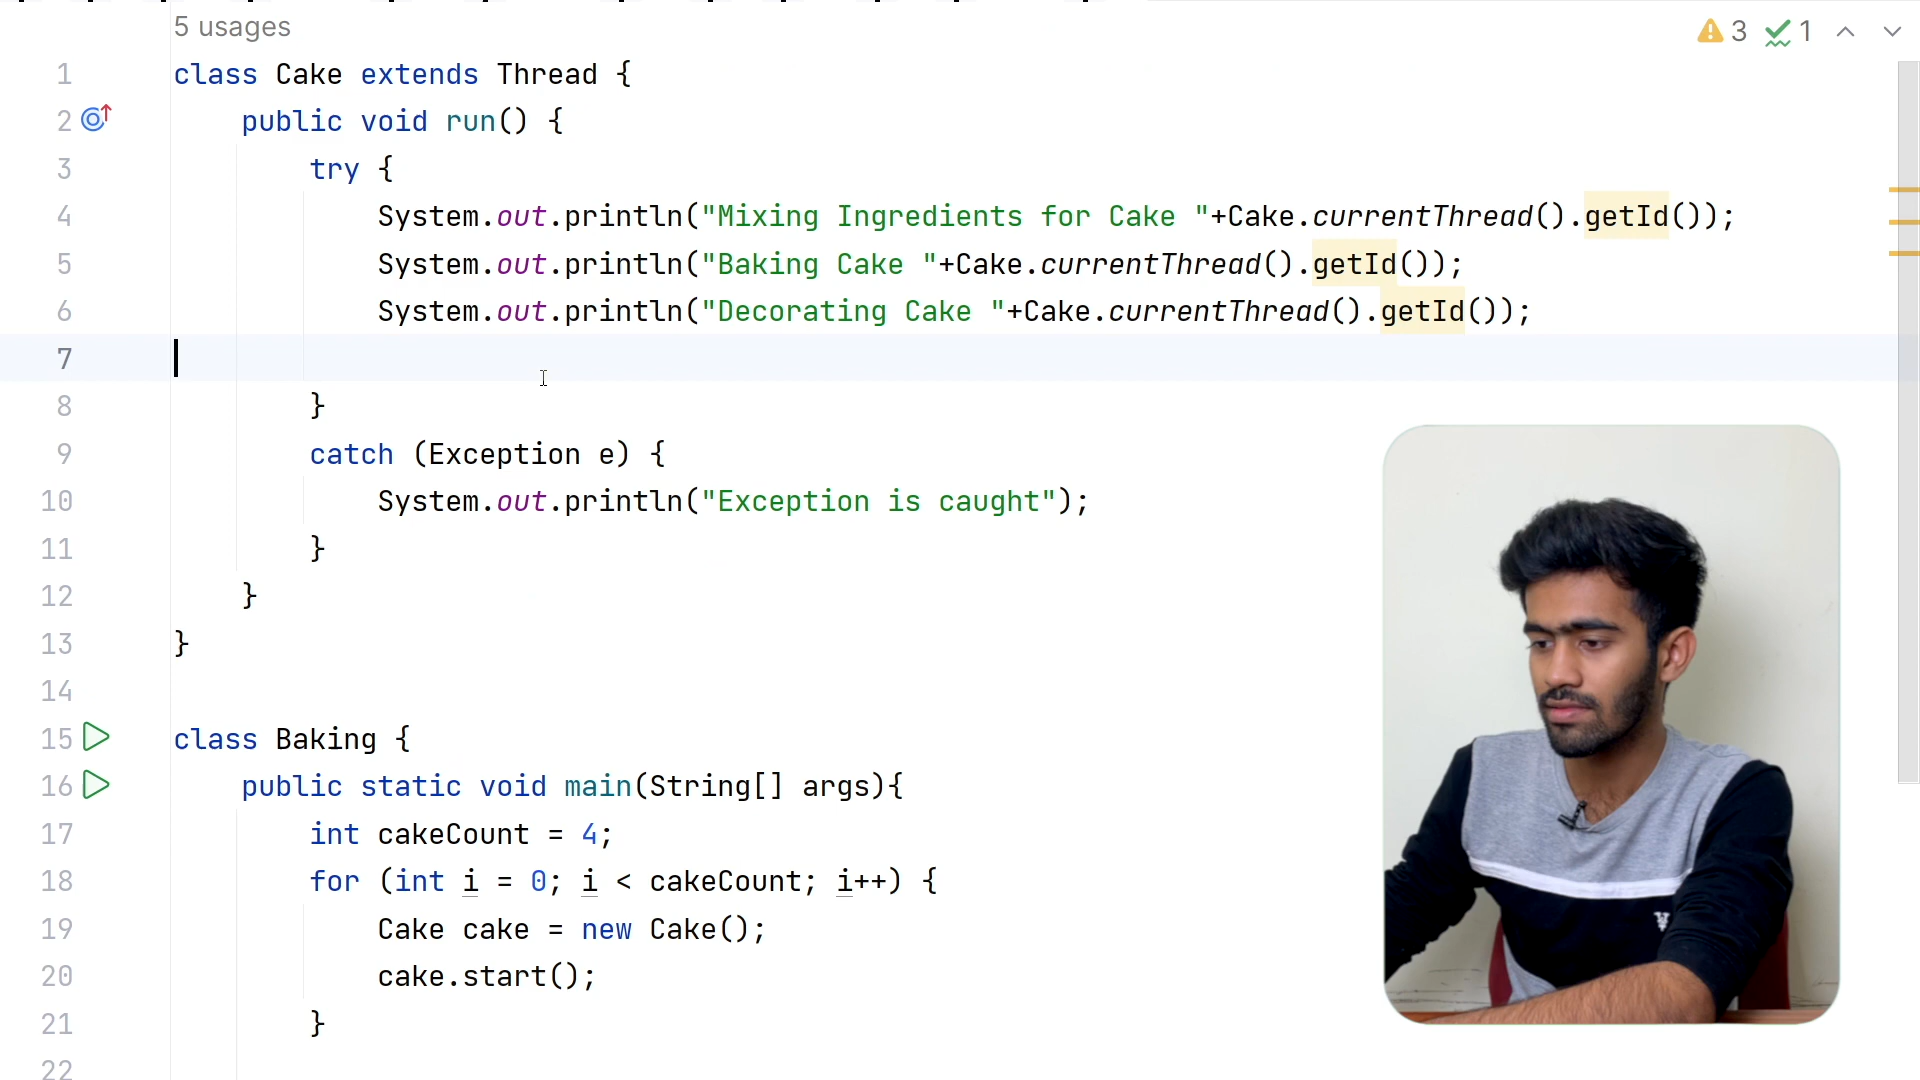 5 usages
3 1
1 class Cake extends Thread {
2 public void run() {
3 try {
4 System.out.println("Mixing Ingredients for Cake "+Cake.currentThread().getId());
5 System.out.println("Baking Cake "+Cake.currentThread().getId());
6 System.out.println("Decorating Cake "+Cake.currentThread().getId());
7
8 }
9 catch (Exception e) {
10 System.out.println("Exception is caught");
11 }
12 }
13 }
14
15 class Baking {
16 public static void main(String[] args){
17 int cakeCount = 4;
18 for (int i = 0; i < cakeCount; i++) {
19 Cake cake = new Cake();
20 cake.start();
21 }
22